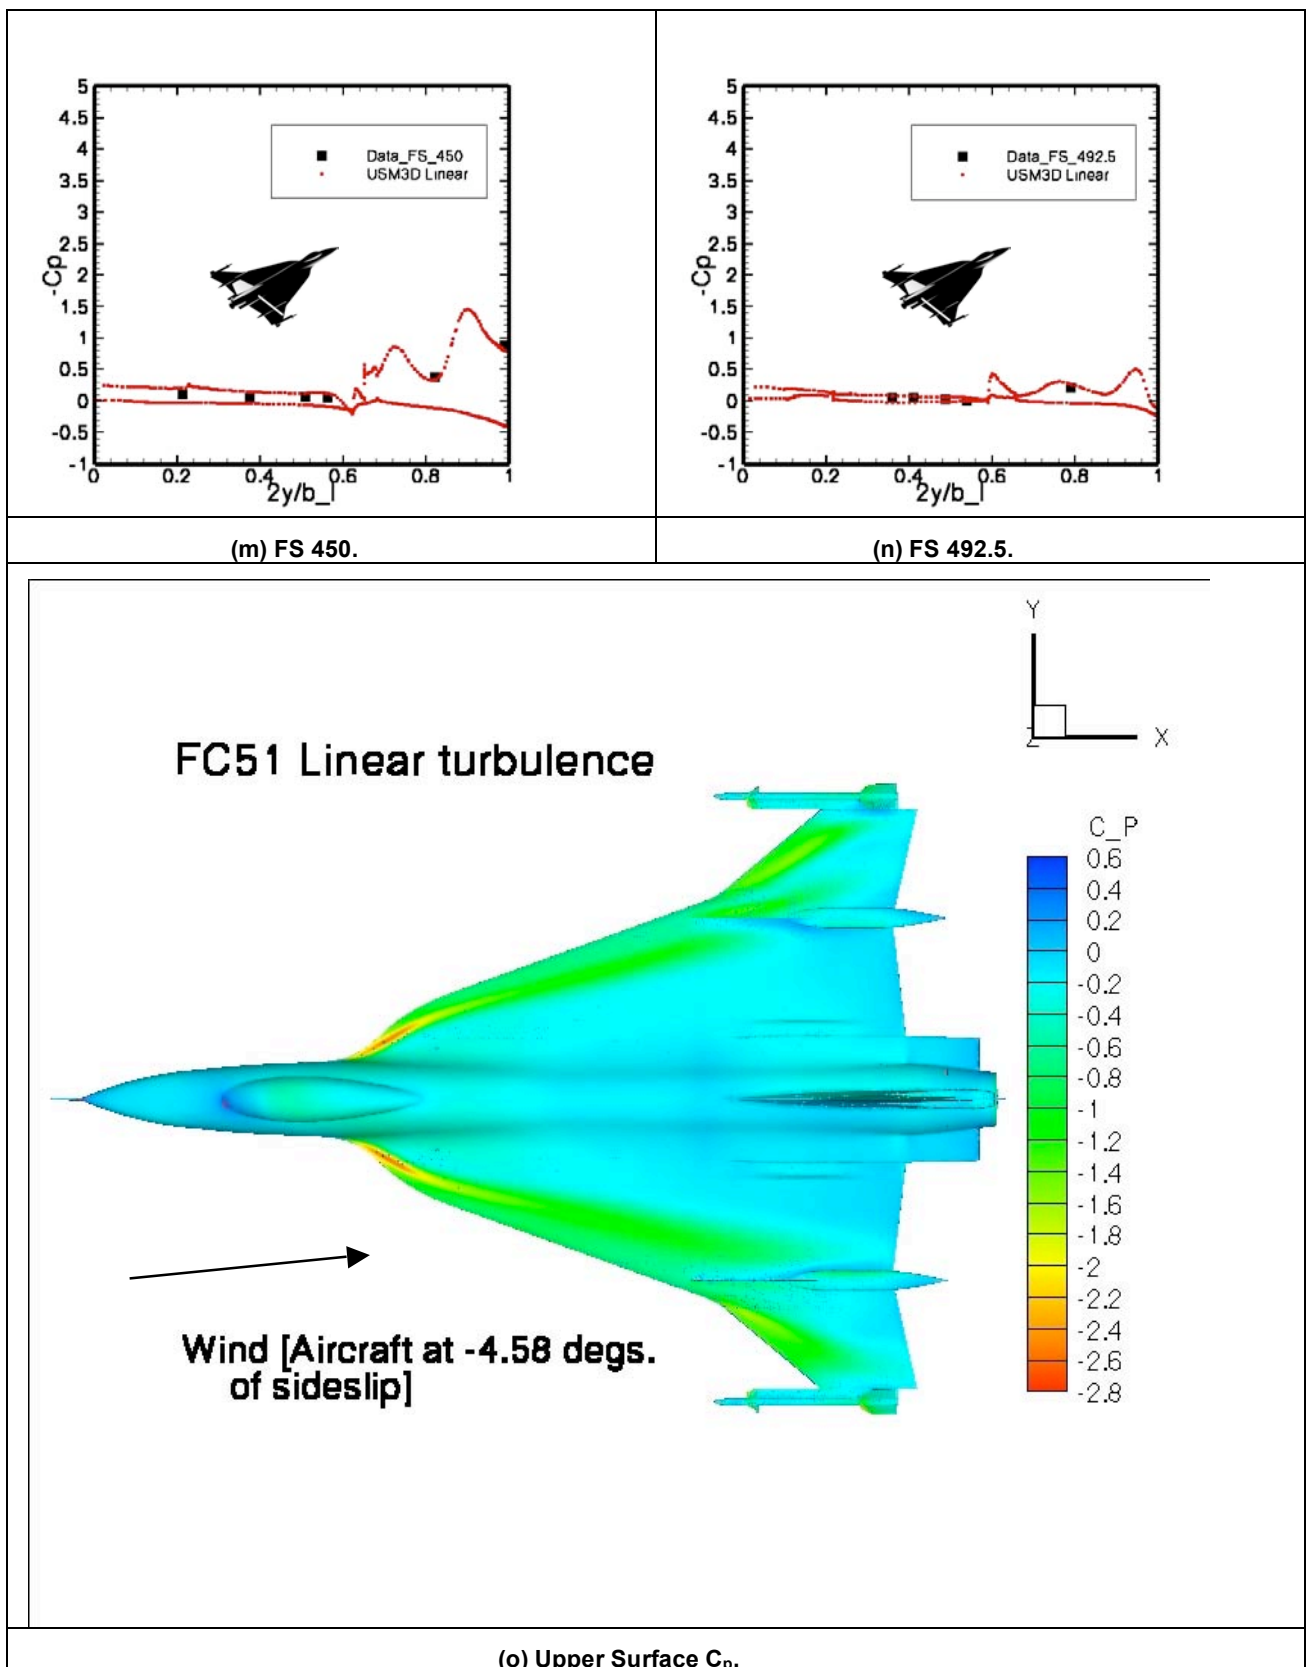 5
4.5
4
3.5
3
2.5
2
1.5
1
0.5
0
-0.5
-1
-Cp
Data_FS_450
USM3D Linear
0 0.2 0.4 0.6 0.8 1
2y/b_l
5
4.5
4
3.5
3
2.5
2
1.5
1
0.5
0
-0.5
-1
-Cp
Data_FS_492.5
USM3D Linear
0 0.2 0.4 0.6 0.8 1
2y/b_l
(m) FS 450.
(n) FS 492.5.
Y
Z
X
FC51 Linear turbulence
C_P
0.6
0.4
0.2
0
-0.2
-0.4
-0.6
-0.8
-1
-1.2
-1.4
-1.6
-1.8
-2
-2.2
-2.4
-2.6
-2.8
Wind [Aircraft at -4.58 degs.
of sideslip]
(o) Upper Surface Cp.